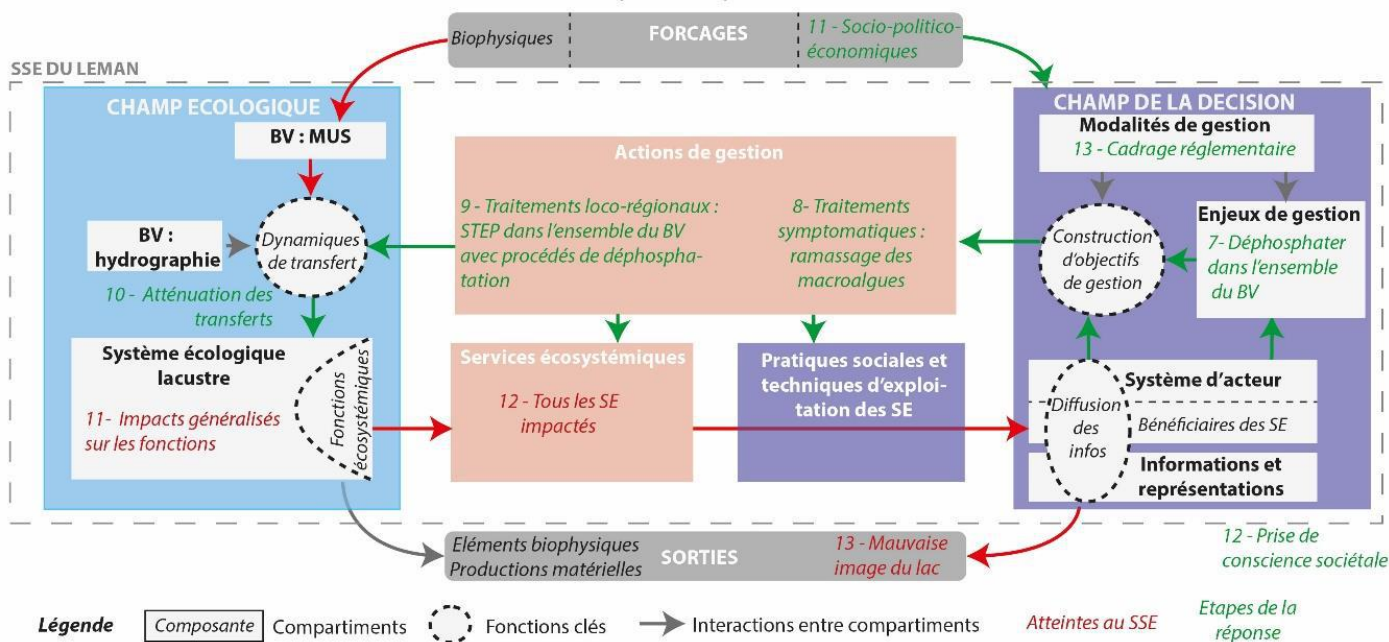 Biophysiques
FORCAGES
11 - Socio-politico-
économiques
SSE DU LEMAN
CHAMP ECOLOGIQUE
BV : MUS
Dynamiques
de transfert
BV :
hydrographie
10 - Atténuation des
transferts
Système écologique
lacustre
11- Impacts généralisés
sur les fonctions
Fonctions
écosystémiques
Actions de gestion
9 - Traitements loco-régionaux :
STEP dans l'ensemble du BV
avec procédés de déphospha-
tation
8 - Traitements
symptomatiques :
ramassage des
macroalgues
Services écosystémiques
12 - Tous les SE
impactés
Pratiques sociales et
techniques d'exploi-
tation des SE
CHAMP DE LA DECISION
Modalités de gestion
13 - Cadrage réglementaire
Construction
d'objectifs
de gestion
Enjeux de gestion
7- Déphosphater
dans l'ensemble
du BV
Système d'acteur
Bénéficiaires des SE
Diffusion
des
infos
Informations et
représentations
Eléments biophysiques
Productions matérielles
SORTIES
13 - Mauvaise
image du lac
12 - Prise de
conscience sociétale
Légende
Composante
Compartiments
Fonctions clés
Interactions entre compartiments
Atteintes au SSE
Etapes de la
réponse